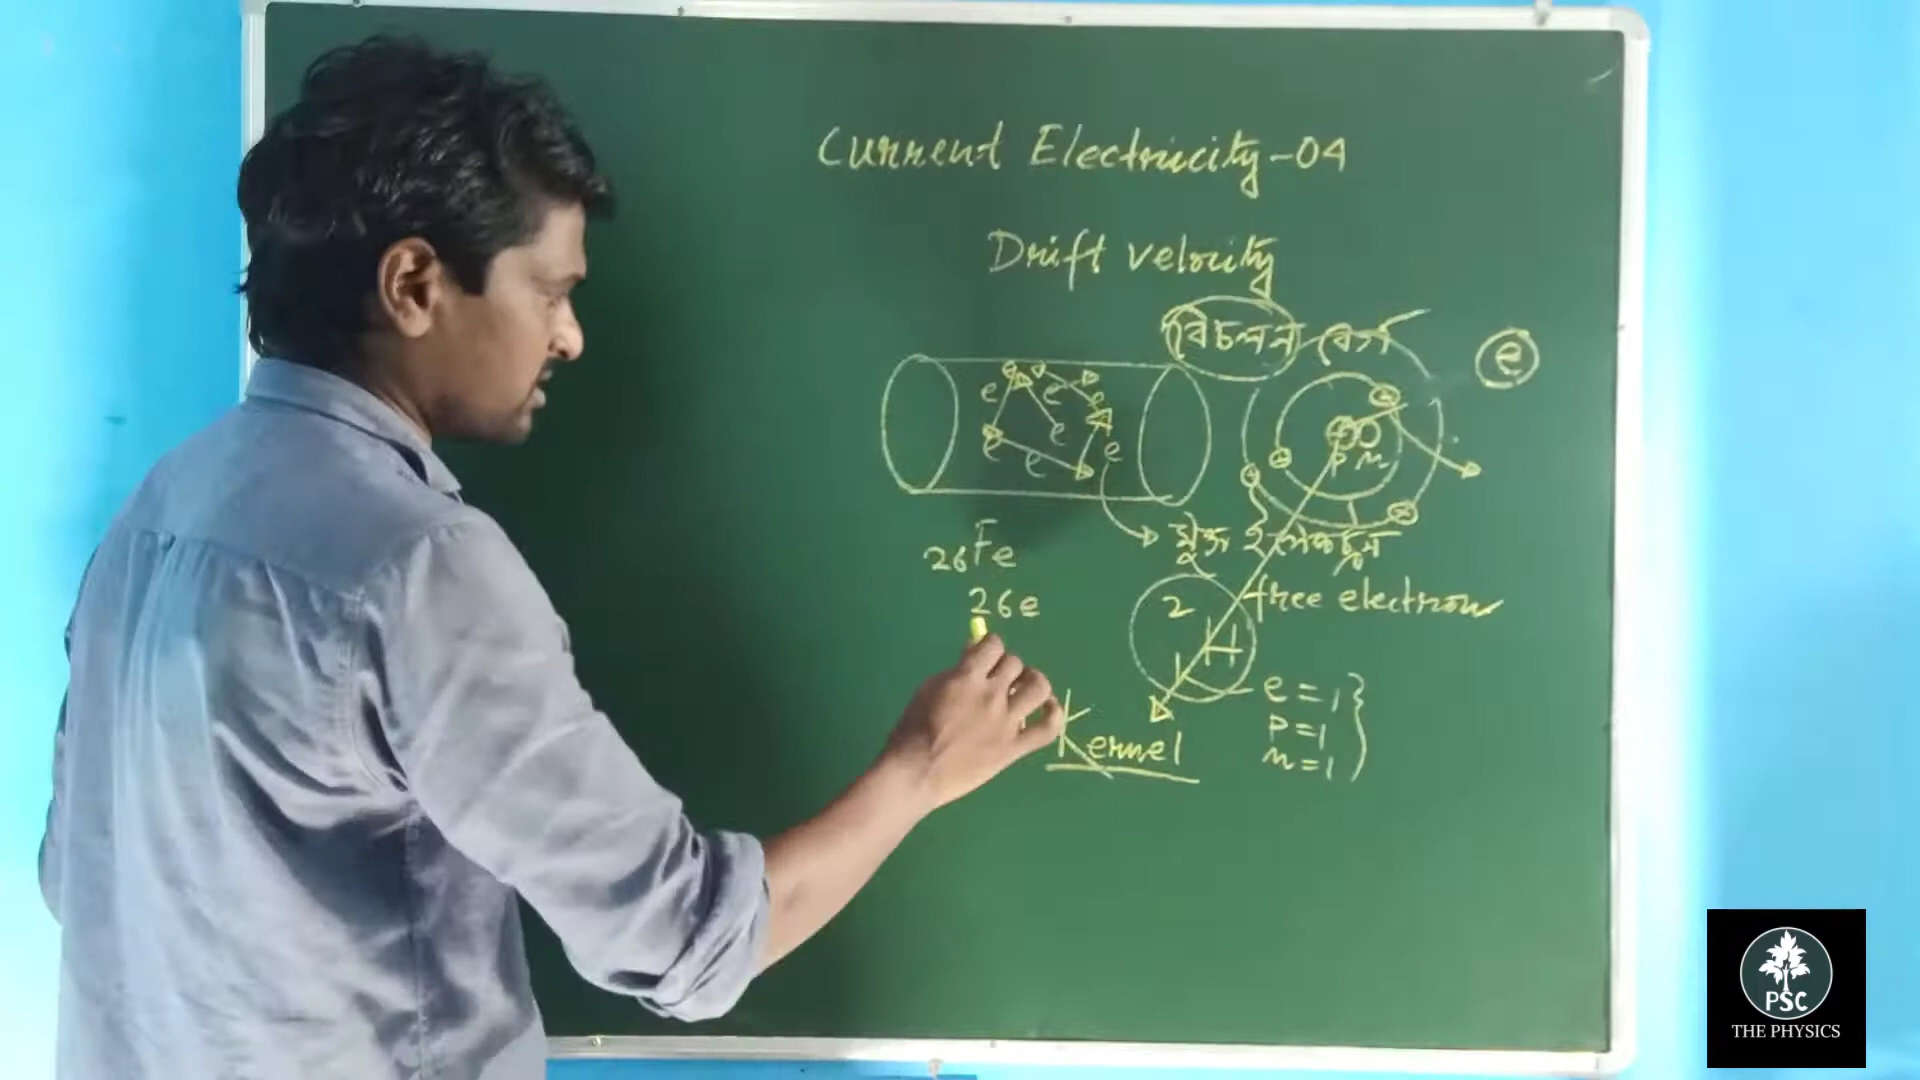 Current Electricity-04
Drift velocity
বিচলন বেগ
e
e e e
e e e e
P n
26Fe
মুক্ত ইলেকট্রন
26e
2
H
free electron
e = 1
P = 1
n = 1
Kernel
PSC
THE PHYSICS